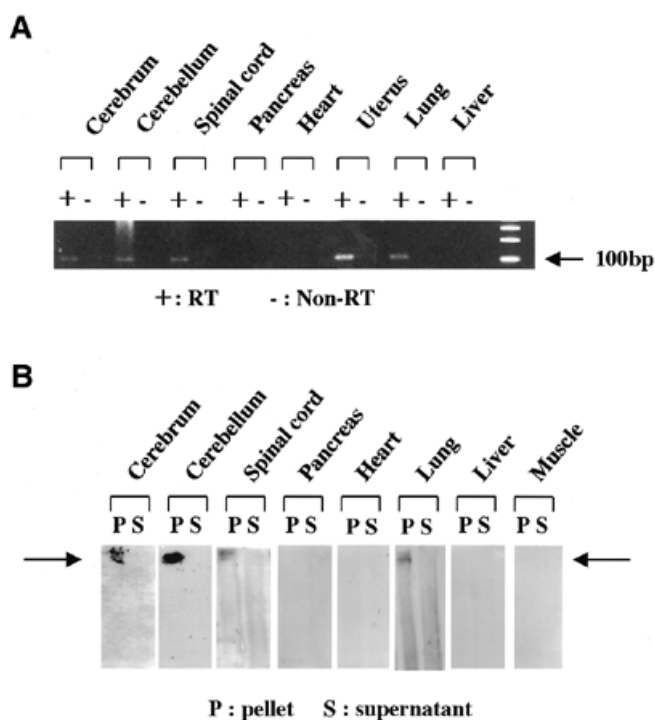 A
Cerebrum Cerebellum Spinal cord Pancreas Heart Uterus Lung Liver
+ - + - + - + - + - + - + - + -
100bp
+ : RT - : Non-RT
B
Cerebrum Cerebellum Spinal cord Pancreas Heart Lung Liver Muscle
P S P S P S P S P S P S P S P S
P : pellet S : supernatant